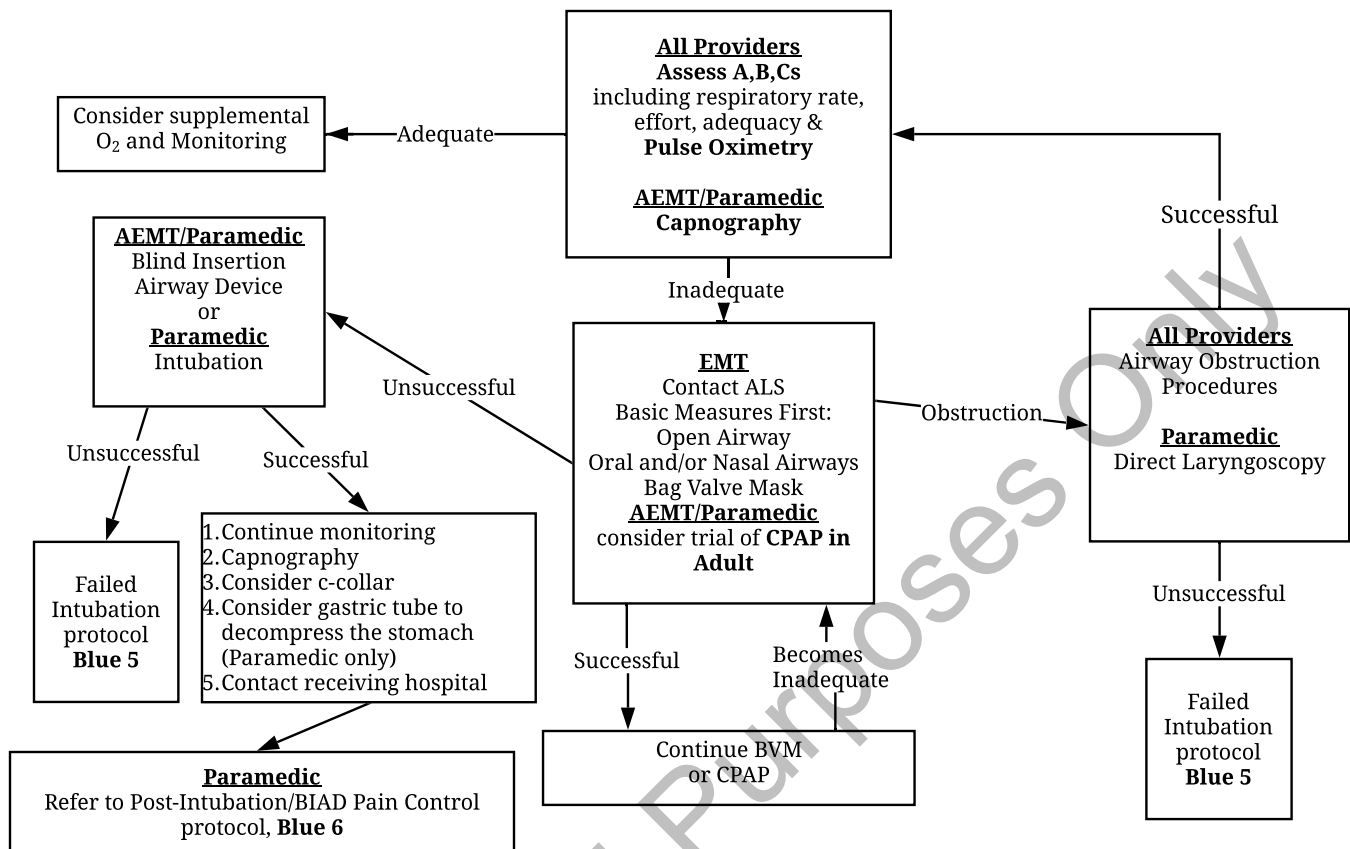 All Providers
Assess A,B,Cs
including respiratory rate,
effort, adequacy &
Pulse Oximetry
AEMT/Paramedic
Capnography
Adequate
Consider supplemental
O₂ and Monitoring
Successful
Inadequate
AEMT/Paramedic
Blind Insertion
Airway Device
or
Paramedic
Intubation
Unsuccessful
EMT
Contact ALS
Basic Measures First:
Open Airway
Oral and/or Nasal Airways
Bag Valve Mask
AEMT/Paramedic
consider trial of CPAP in
Adult
Obstruction
All Providers
Airway Obstruction
Procedures
Paramedic
Direct Laryngoscopy
Unsuccessful
Successful
Failed
Intubation
protocol
Blue 5
1.Continue monitoring
2.Capnography
3.Consider c-collar
4.Consider gastric tube to
decompress the stomach
(Paramedic only)
5.Contact receiving hospital
Successful
Becomes
Inadequate
Unsuccessful
Continue BVM
or CPAP
Failed
Intubation
protocol
Blue 5
Paramedic
Refer to Post-Intubation/BIAD Pain Control
protocol, Blue 6
Purposes Only